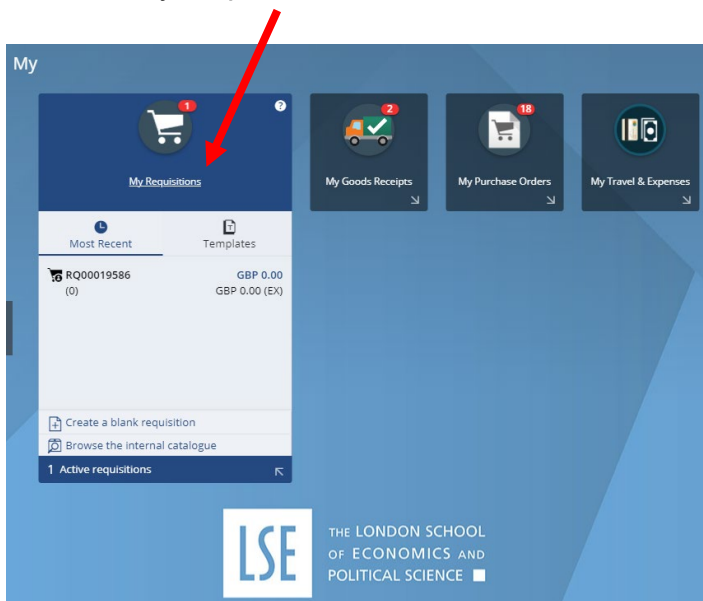 My
1
?
My Requisitions
Most Recent
Templates
RQ00019586
GBP 0.00
(0)
GBP 0.00 (EX)
Create a blank requisition
Browse the internal catalogue
1 Active requisitions
2
My Goods Receipts
18
My Purchase Orders
My Travel & Expenses
LSE
THE LONDON SCHOOL
OF ECONOMICS AND
POLITICAL SCIENCE